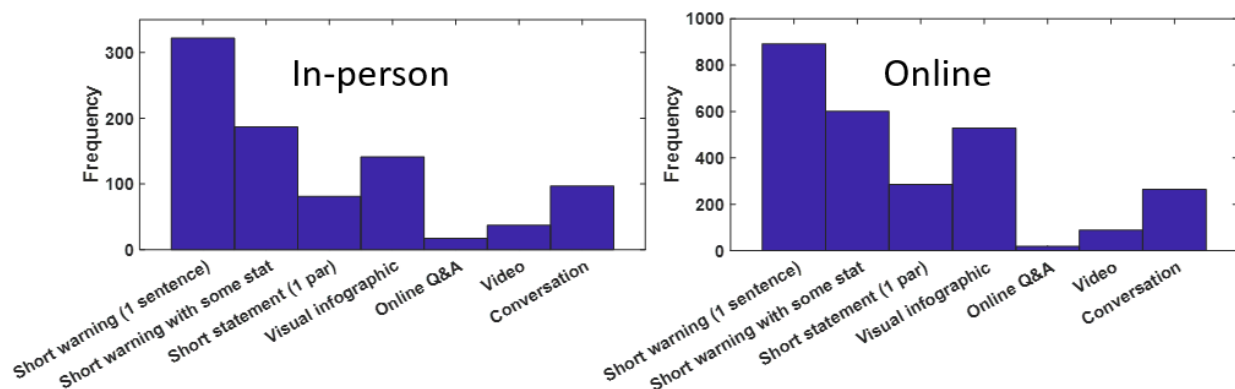 In-person
Frequency
300
200
100
0
Short warning (1 sentence)
Short warning with some stat
Short statement (1 par)
Visual infographic
Online Q&A
Video
Conversation
Online
Frequency
1000
800
600
400
200
0
Short warning (1 sentence)
Short warning with some stat
Short statement (1 par)
Visual infographic
Online Q&A
Video
Conversation